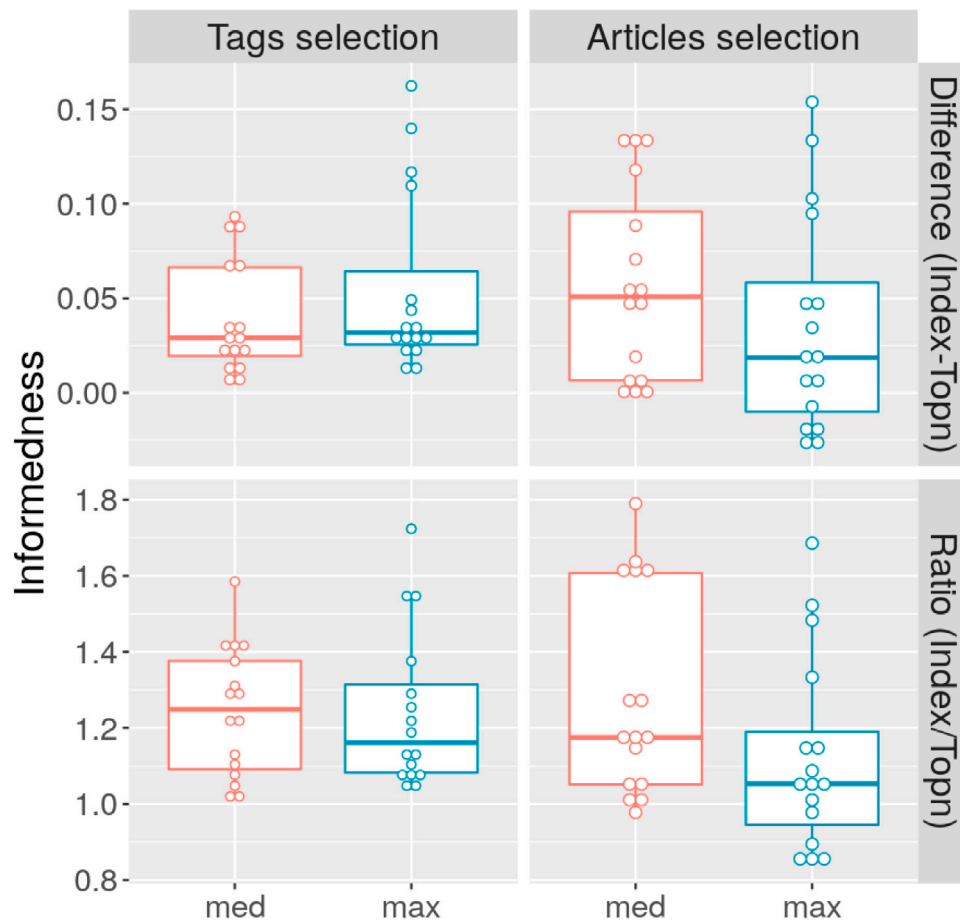 Tags selection
Articles selection
Informedness
0.15
0.10
0.05
0.00
Difference (Index-Topn)
1.8
1.6
1.4
1.2
1.0
0.8
Ratio (Index/Topn)
med
max
med
max